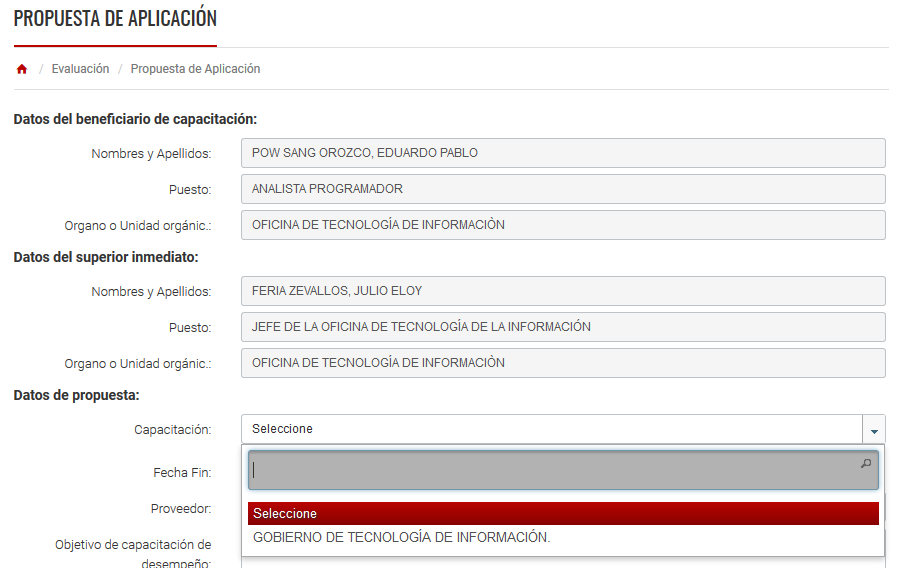 PROPUESTA DE APLICACIÓN
/ Evaluación / Propuesta de Aplicación
Datos del beneficiario de capacitación:
Nombres y Apellidos: POW SANG OROZCO, EDUARDO PABLO
Puesto: ANALISTA PROGRAMADOR
Organo o Unidad orgánic.: OFICINA DE TECNOLOGÍA DE INFORMACIÒN
Datos del superior inmediato:
Nombres y Apellidos: FERIA ZEVALLOS, JULIO ELOY
Puesto: JEFE DE LA OFICINA DE TECNOLOGÍA DE LA INFORMACIÓN
Organo o Unidad orgánic.: OFICINA DE TECNOLOGÍA DE INFORMACIÒN
Datos de propuesta:
Capacitación: Seleccione
Fecha Fin:
Proveedor:
Seleccione
GOBIERNO DE TECNOLOGÍA DE INFORMACIÓN.
Objetivo de capacitación de
desempeño: